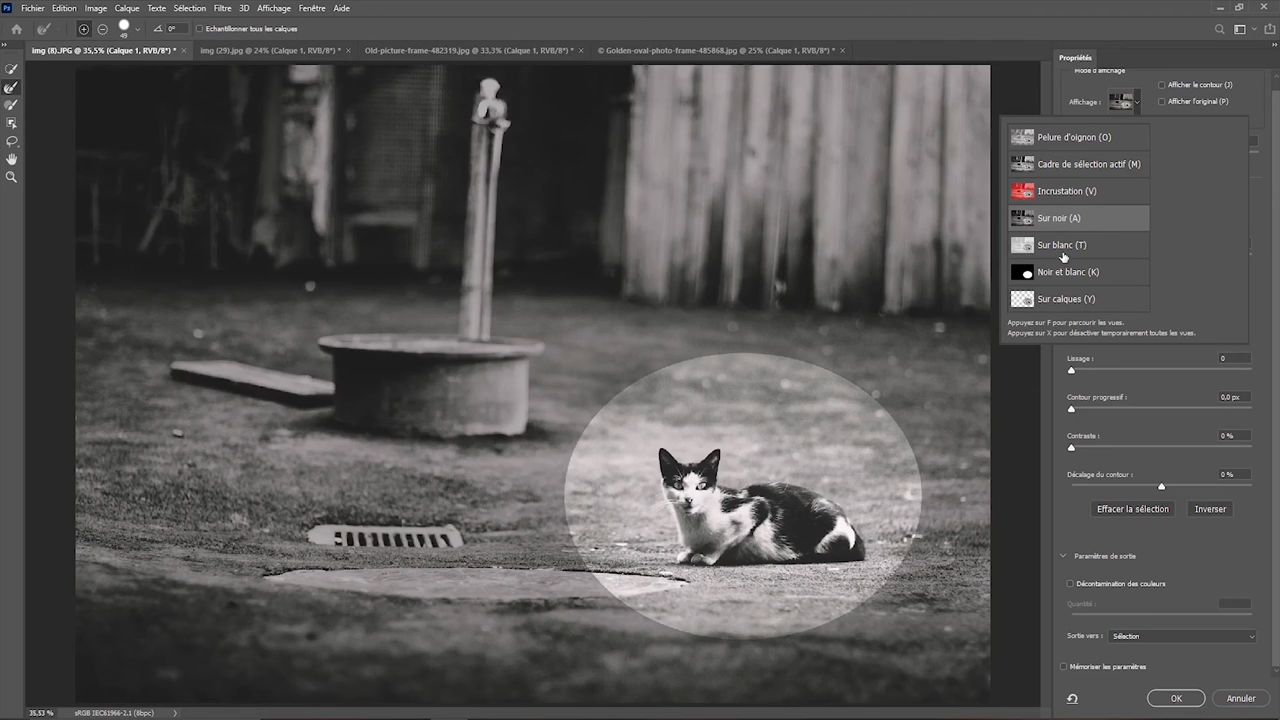 Fichier Edition Image Calque Texte Sélection Filtre 3D Affichage Fenêtre Aide
49 0° Echantillonner tous les calques
img (8).JPG @ 35,5% (Calque 1, RVB/8*) * × img (29).jpg @ 24% (Calque 1, RVB/8*) * × Old-picture-frame-482319.jpg @ 33,3% (Calque 1, RVB/8*) * × © Golden-oval-photo-frame-485868.jpg @ 25% (Calque 1, RVB/8*) * ×
Propriétés
Mode d'affichage
Afficher le contour (J)
Affichage :
Afficher l'original (P)
Pelure d'oignon (O)
Cadre de sélection actif (M)
Incrustation (V)
Sur noir (A)
Sur blanc (T)
Noir et blanc (K)
Sur calques (Y)
Appuyez sur F pour parcourir les vues.
Appuyez sur X pour désactiver temporairement toutes les vues.
Lissage : 0
Contour progressif : 0,0 px
Contraste : 0 %
Décalage du contour : 0 %
Effacer la sélection Inverser
Paramètres de sortie
Décontamination des couleurs
Quantité :
Sortie vers : Sélection
Mémoriser les paramètres
OK Annuler
35,53 % sRGB IEC61966-2.1 (8bpc)